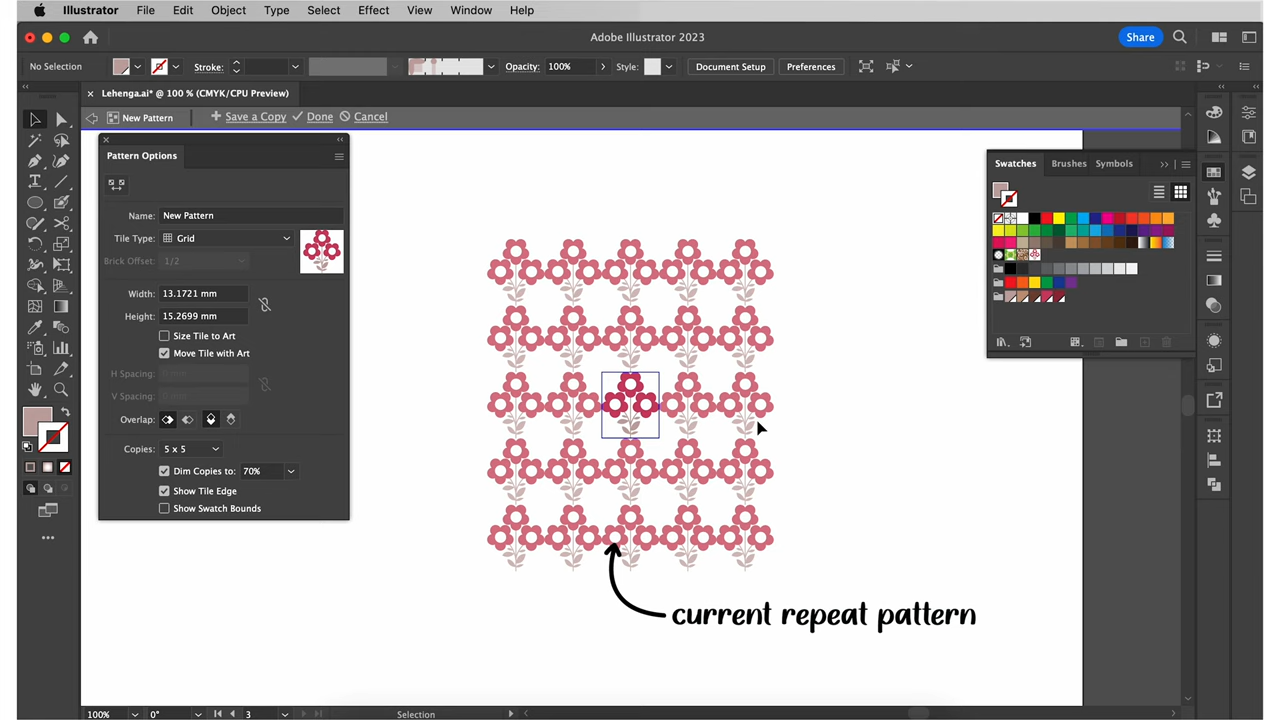 Illustrator File Edit Object Type Select Effect View Window Help
Adobe Illustrator 2023
Share
No Selection
Stroke:
Opacity: 100%
Style:
Document Setup
Preferences
Lehenga.ai* @ 100 % (CMYK/CPU Preview)
New Pattern
Save a Copy
Done
Cancel
Pattern Options
Name: New Pattern
Tile Type: Grid
Brick Offset: 1/2
Width: 13.1721 mm
Height: 15.2699 mm
Size Tile to Art
Move Tile with Art
H Spacing:
V Spacing:
Overlap:
Copies: 5 x 5
Dim Copies to: 70%
Show Tile Edge
Show Swatch Bounds
Swatches Brushes Symbols
current repeat pattern
100% 0° 3 Selection